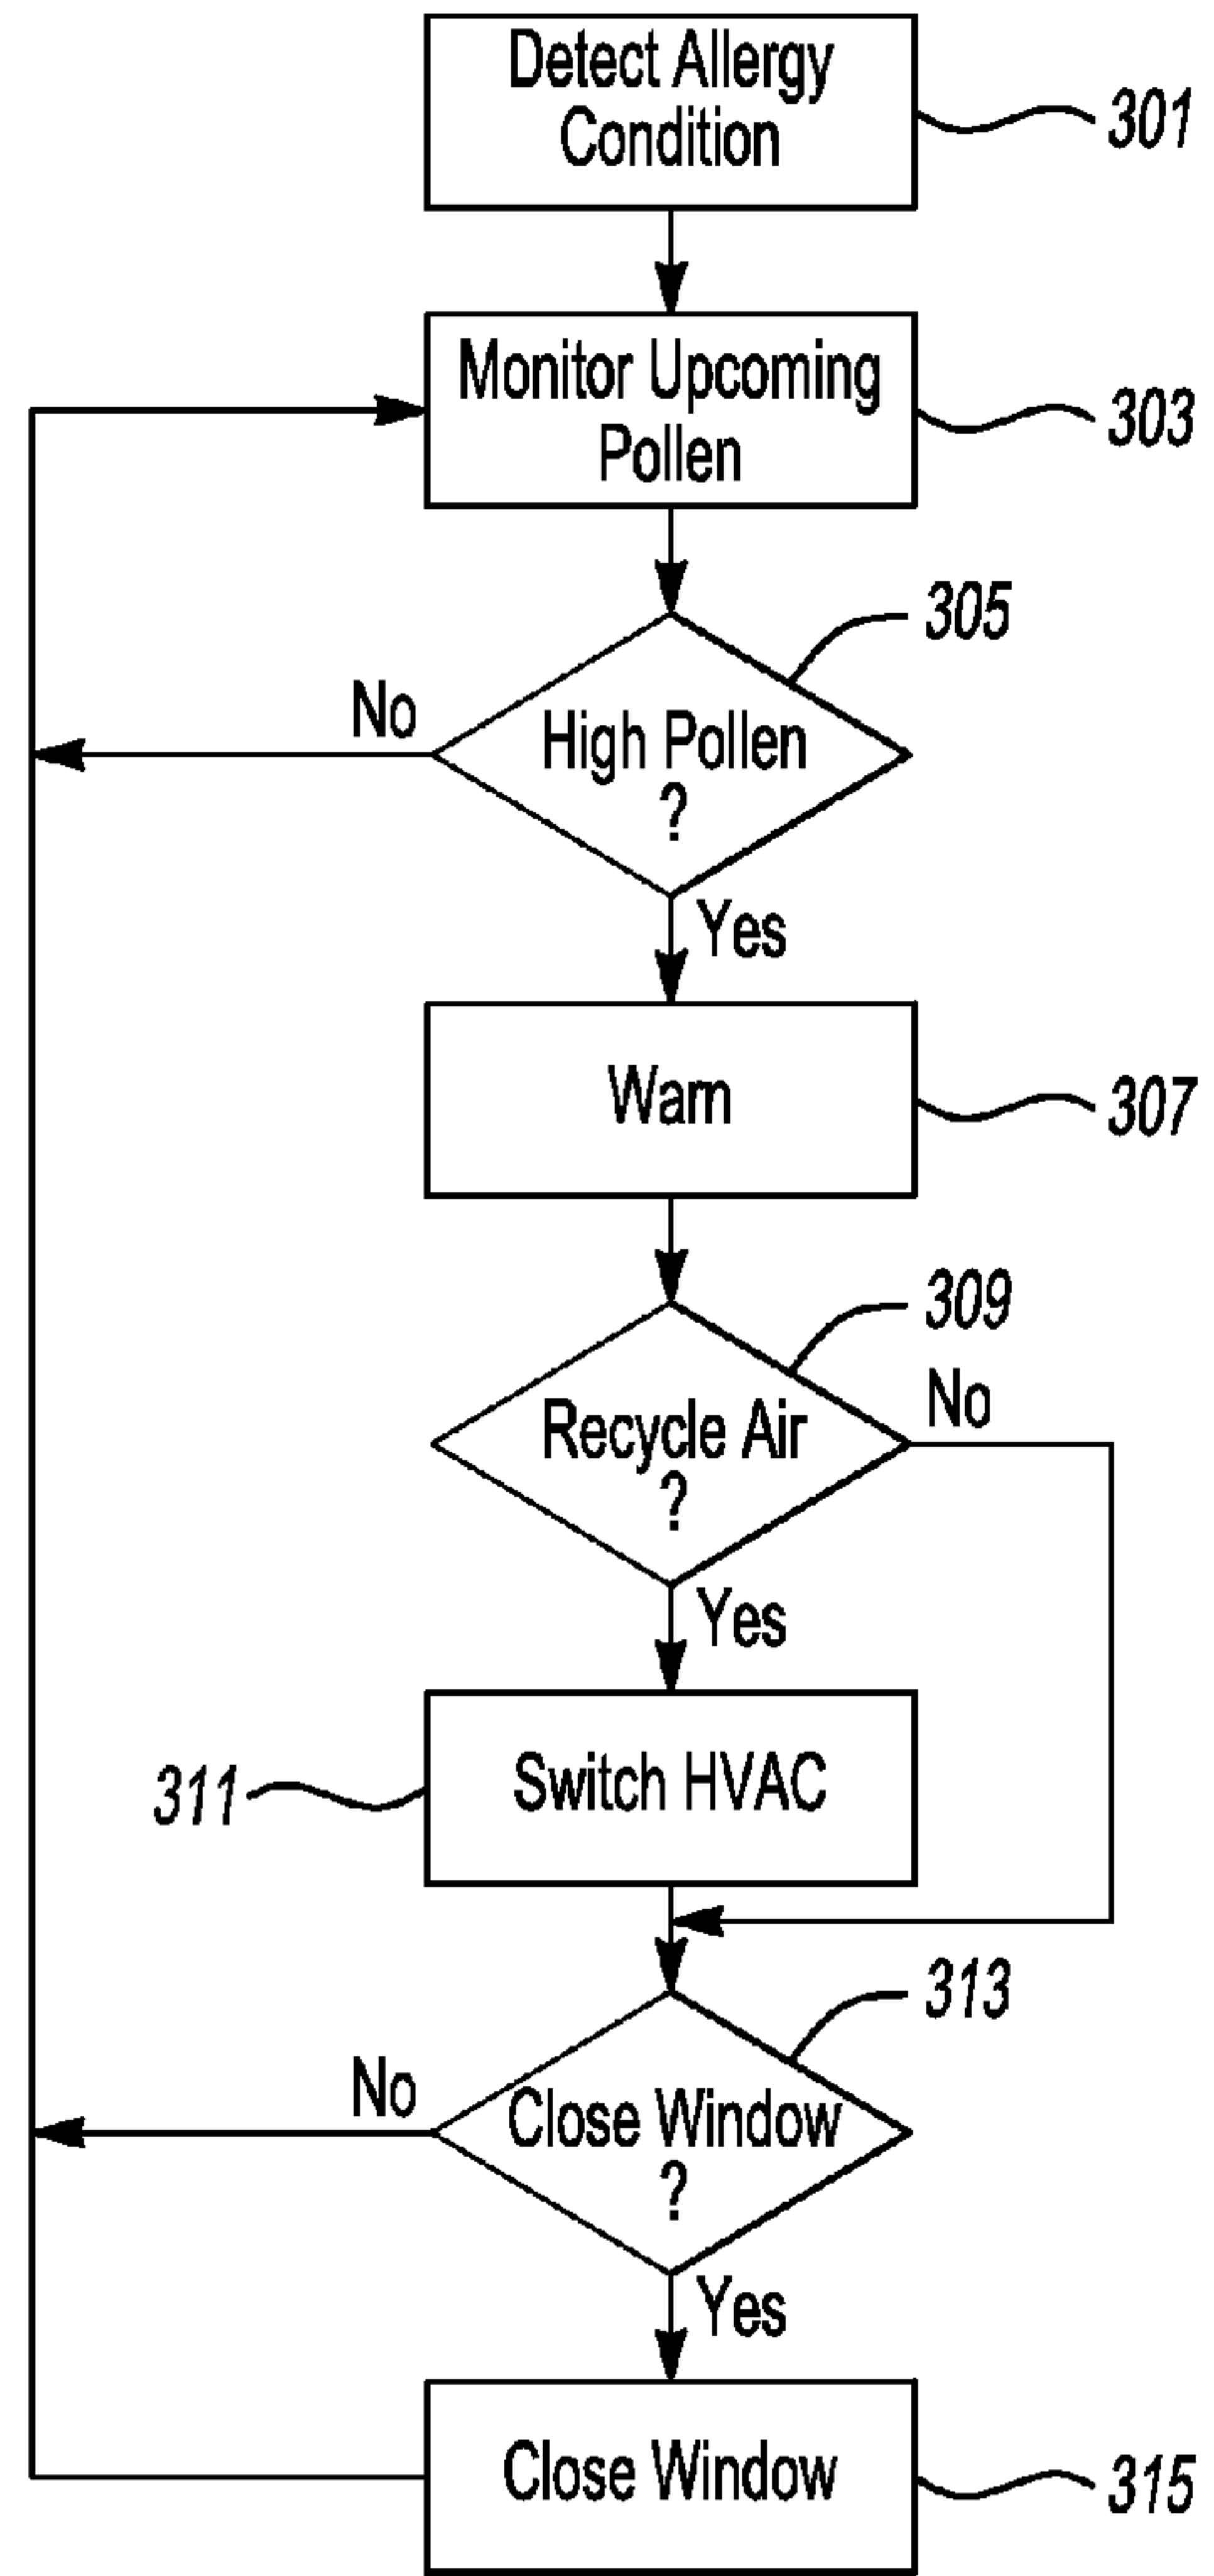 Detect Allergy
Condition
301
Monitor Upcoming
Pollen
303
305
No
High Pollen
?
Yes
Warn
307
309
No
Recycle Air
?
Yes
311
Switch HVAC
313
No
Close Window
?
Yes
Close Window
315